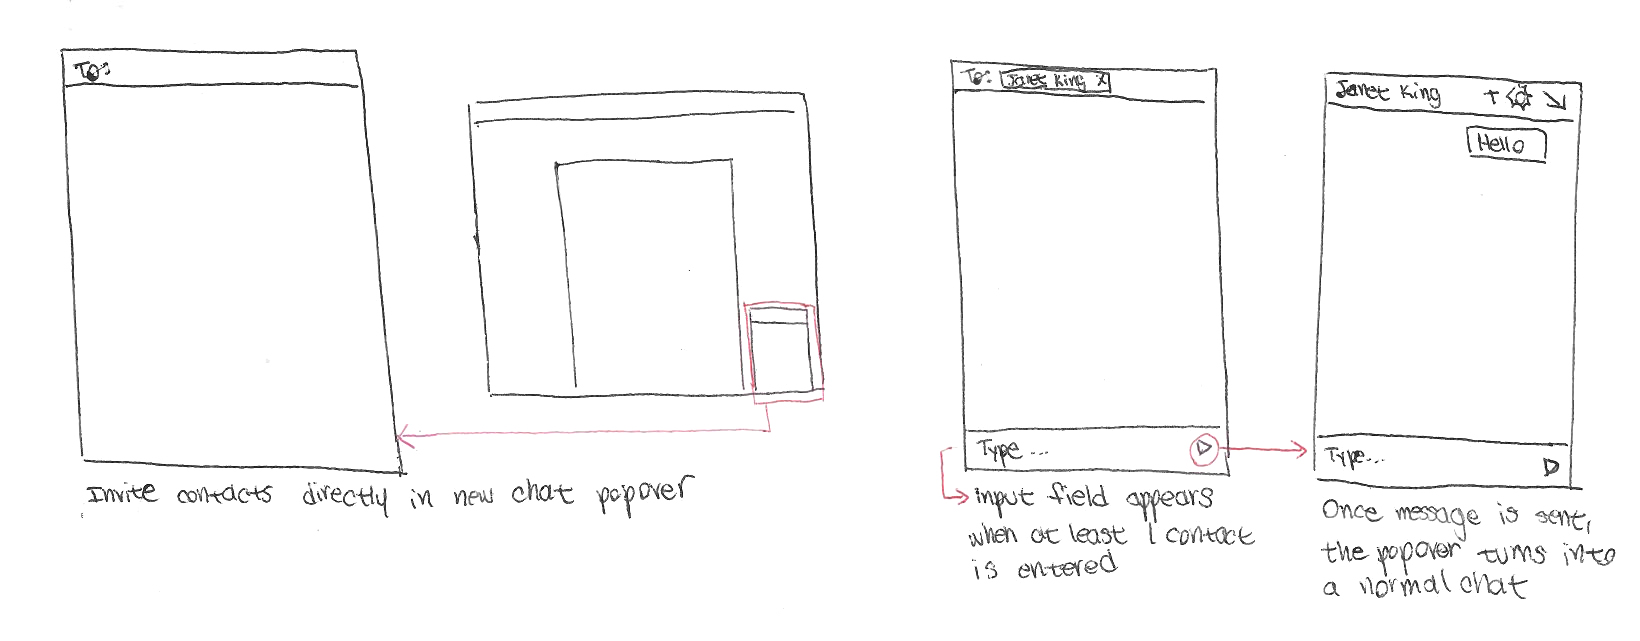 To:
Invite contacts directly in new chat popover
To: Janet King x
Type ...
input field appears
when at least 1 contact
is entered
Janet King +
Hello
Type...
Once message is sent,
the popover turns into
a normal chat